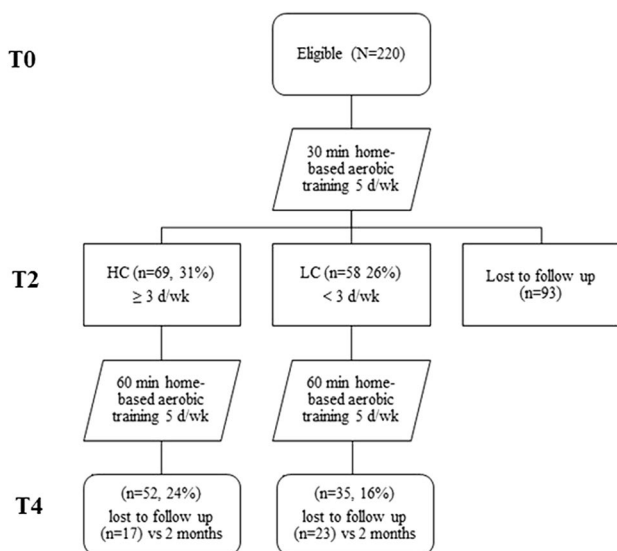 T0
Eligible (N=220)
30 min home-
based aerobic
training 5 d/wk
T2
HC (n=69, 31%)
≥ 3 d/wk
LC (n=58 26%)
< 3 d/wk
Lost to follow up
(n=93)
60 min home-
based aerobic
training 5 d/wk
60 min home-
based aerobic
training 5 d/wk
T4
(n=52, 24%)
lost to follow up
(n=17) vs 2 months
(n=35, 16%)
lost to follow up
(n=23) vs 2 months